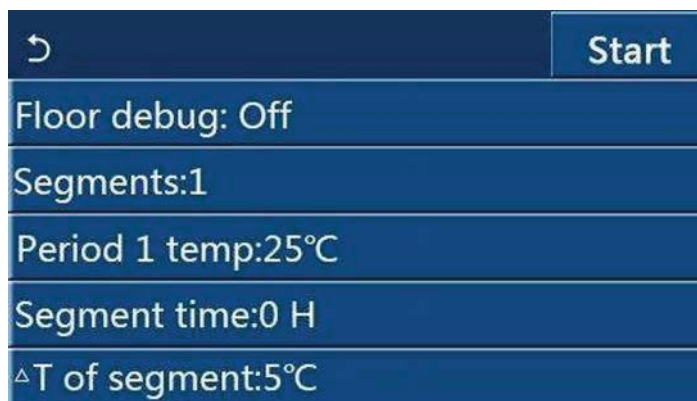 Start
Floor debug: Off
Segments:1
Period 1 temp:25℃
Segment time:0 H
△T of segment:5℃